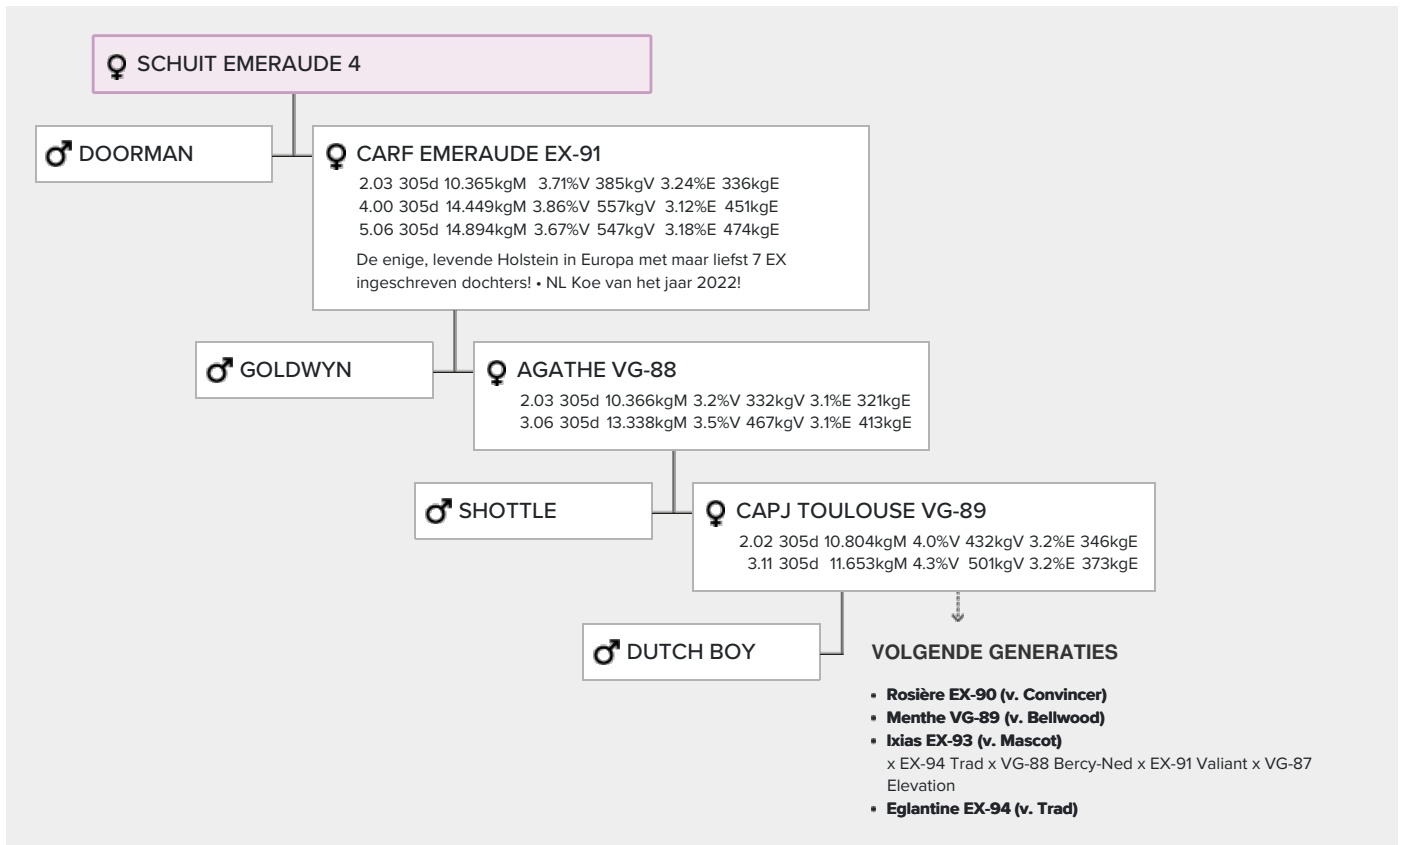 SCHUIT EMERAUDE 4
DOORMAN
CARF EMERAUDE EX-91
2.03 305d 10.365kgM 3.71%V 385kgV 3.24%E 336kgE
4.00 305d 14.449kgM 3.86%V 557kgV 3.12%E 451kgE
5.06 305d 14.894kgM 3.67%V 547kgV 3.18%E 474kgE
De enige, levende Holstein in Europa met maar liefst 7 EX
ingeschreven dochters! • NL Koe van het jaar 2022!
GOLDWYN
AGATHE VG-88
2.03 305d 10.366kgM 3.2%V 332kgV 3.1%E 321kgE
3.06 305d 13.338kgM 3.5%V 467kgV 3.1%E 413kgE
SHOTTLE
CAPJ TOULOUSE VG-89
2.02 305d 10.804kgM 4.0%V 432kgV 3.2%E 346kgE
3.11 305d 11.653kgM 4.3%V 501kgV 3.2%E 373kgE
DUTCH BOY
VOLGENDE GENERATIES
• Rosière EX-90 (v. Convincer)
• Menthe VG-89 (v. Bellwood)
• Ixias EX-93 (v. Mascot)
x EX-94 Trad x VG-88 Bercy-Ned x EX-91 Valiant x VG-87
Elevation
• Eglantine EX-94 (v. Trad)